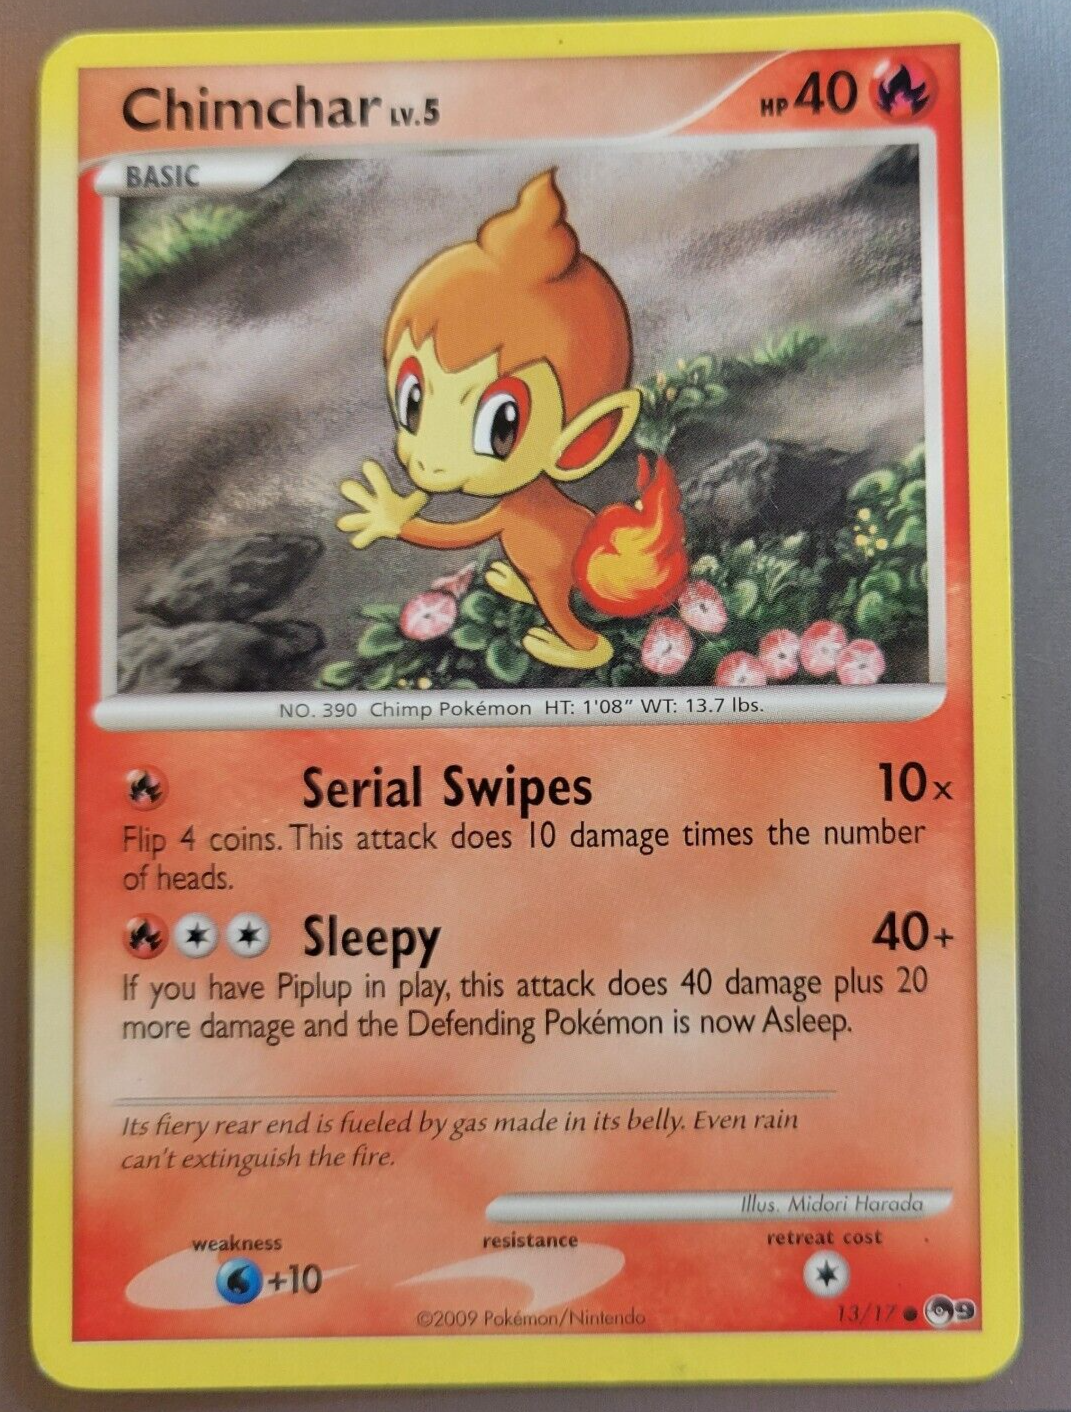 Chimchar LV.5 HP 40
BASIC
NO. 390 Chimp Pokémon HT: 1'08" WT: 13.7 lbs.
Serial Swipes 10x
Flip 4 coins. This attack does 10 damage times the number
of heads.
Sleepy 40+
If you have Piplup in play, this attack does 40 damage plus 20
more damage and the Defending Pokémon is now Asleep.
Its fiery rear end is fueled by gas made in its belly. Even rain
can't extinguish the fire.
Illus. Midori Harada
weakness resistance retreat cost
+10
©2009 Pokémon/Nintendo 13/17 9